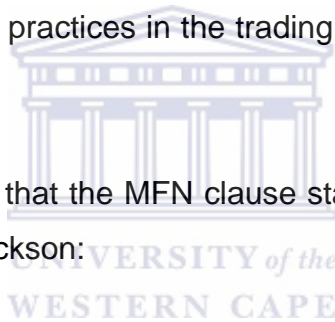 practices in the trading
that the MFN clause sta
ckson:
UNIVERSITY of the
WESTERN CAPE